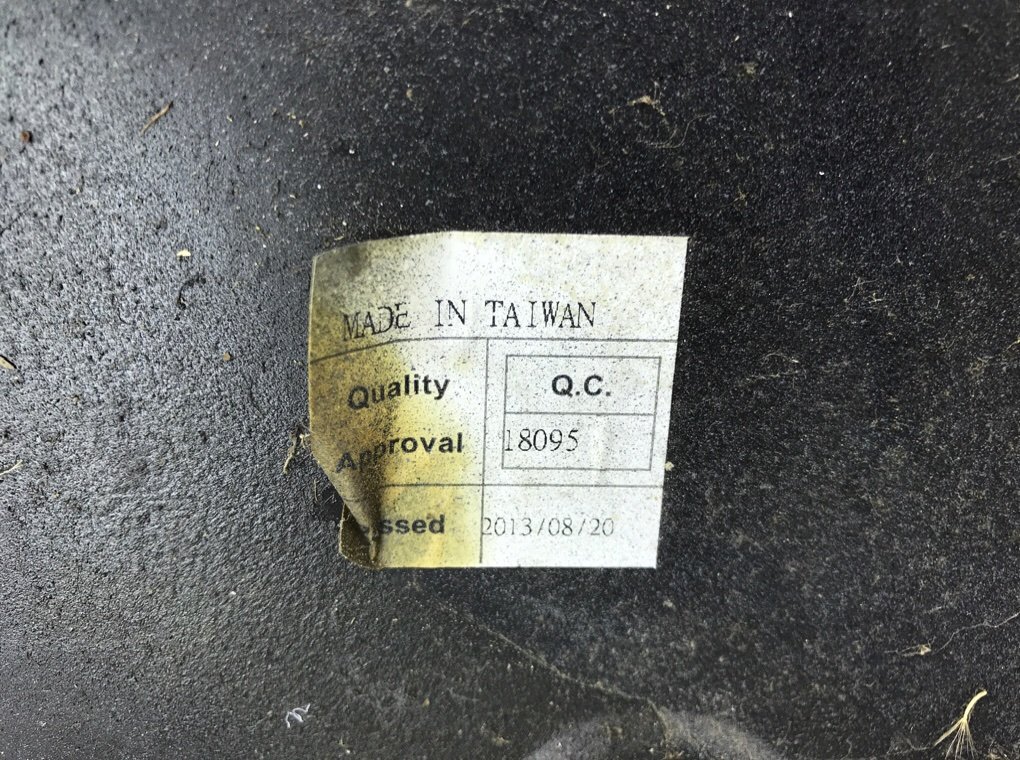 MADE IN TAIWAN
Quality
Q.C.
Approval
18095
2013/08/20